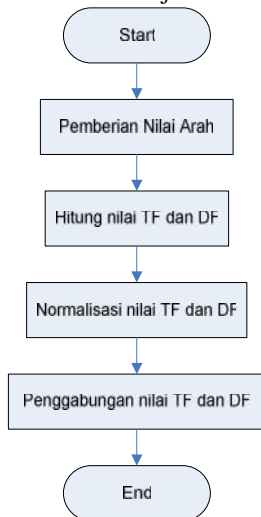 Start
Pemberian Nilai Arah
Hitung nilai TF dan DF
Normalisasi nilai TF dan DF
Penggabungan nilai TF dan DF
End